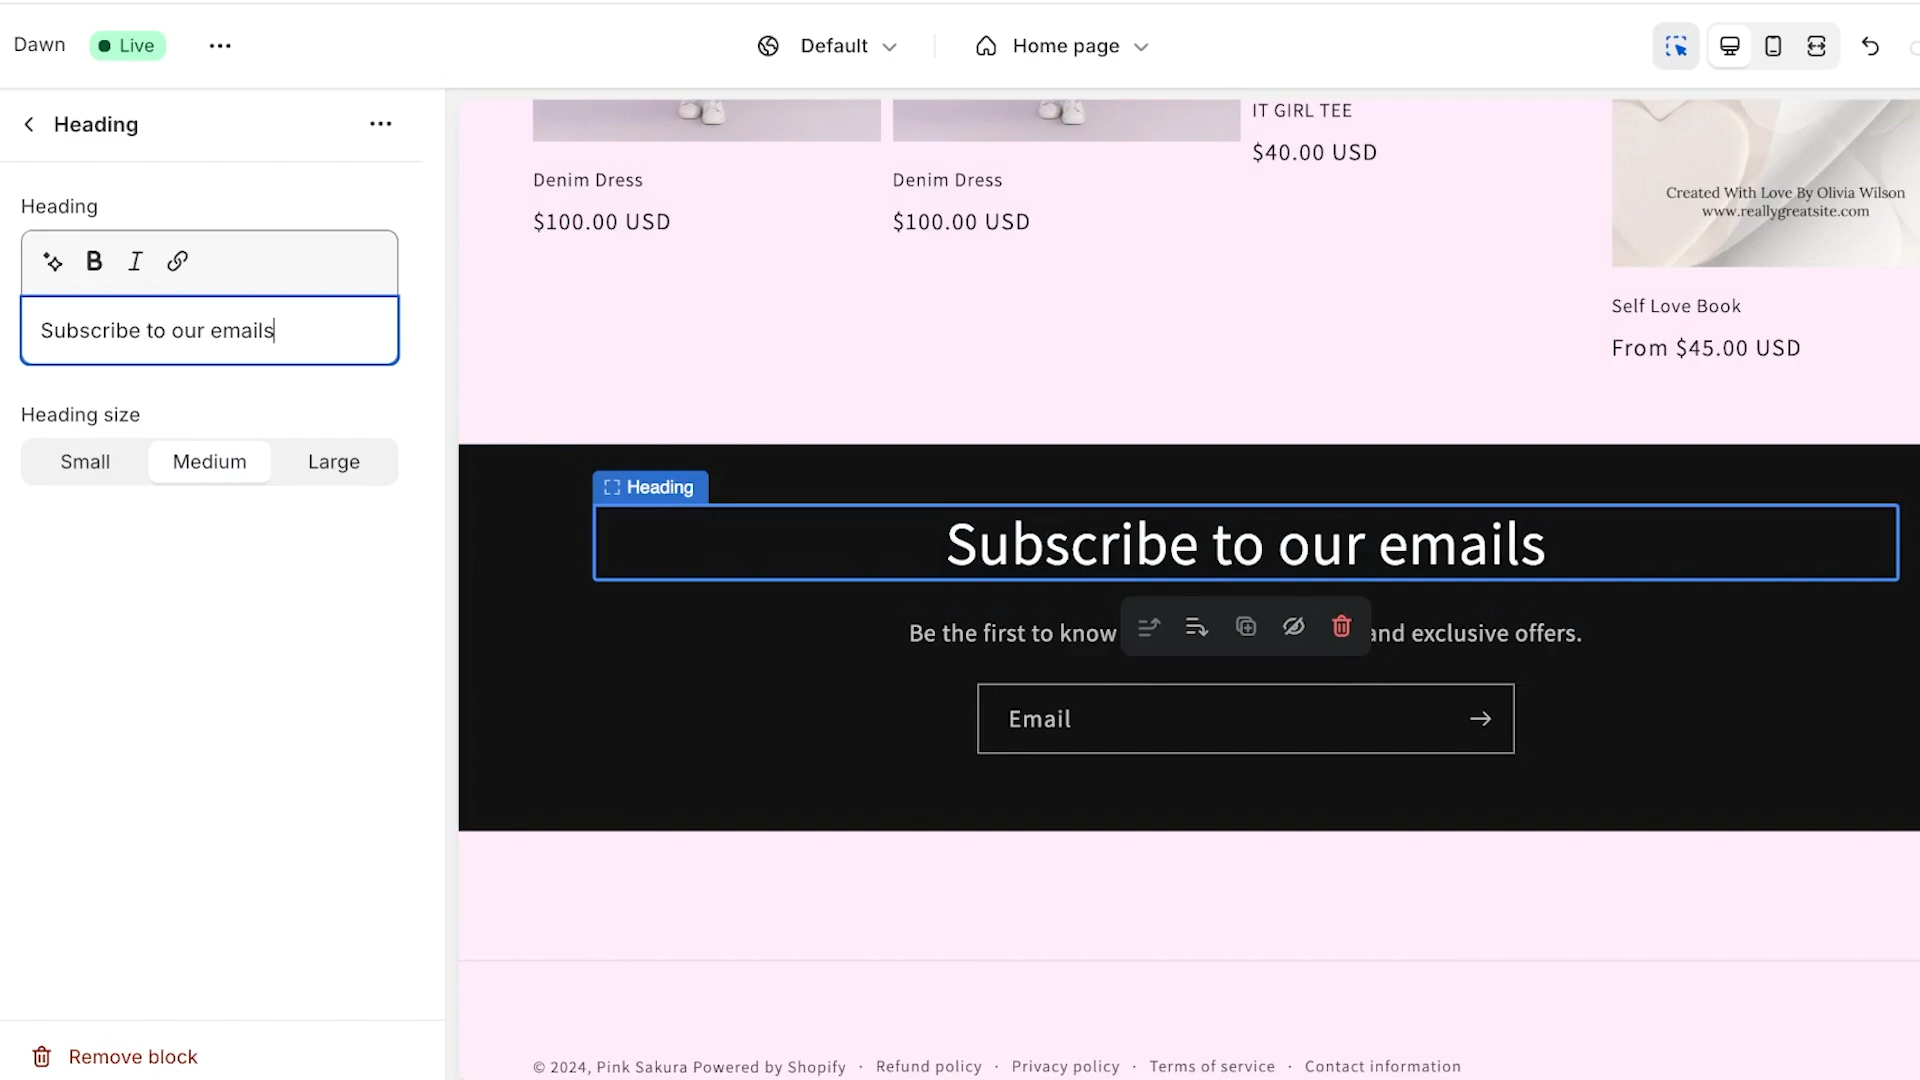 Dawn
Live
Default
Home page
Heading
Heading
B I
Subscribe to our emails
Heading size
Small Medium Large
Remove block
Denim Dress
$100.00 USD
Denim Dress
$100.00 USD
IT GIRL TEE
$40.00 USD
Created With Love By Olivia Wilson
www.reallygreatsite.com
Self Love Book
From $45.00 USD
Heading
Subscribe to our emails
Be the first to know and exclusive offers.
Email
© 2024, Pink Sakura Powered by Shopify · Refund policy · Privacy policy · Terms of service · Contact information